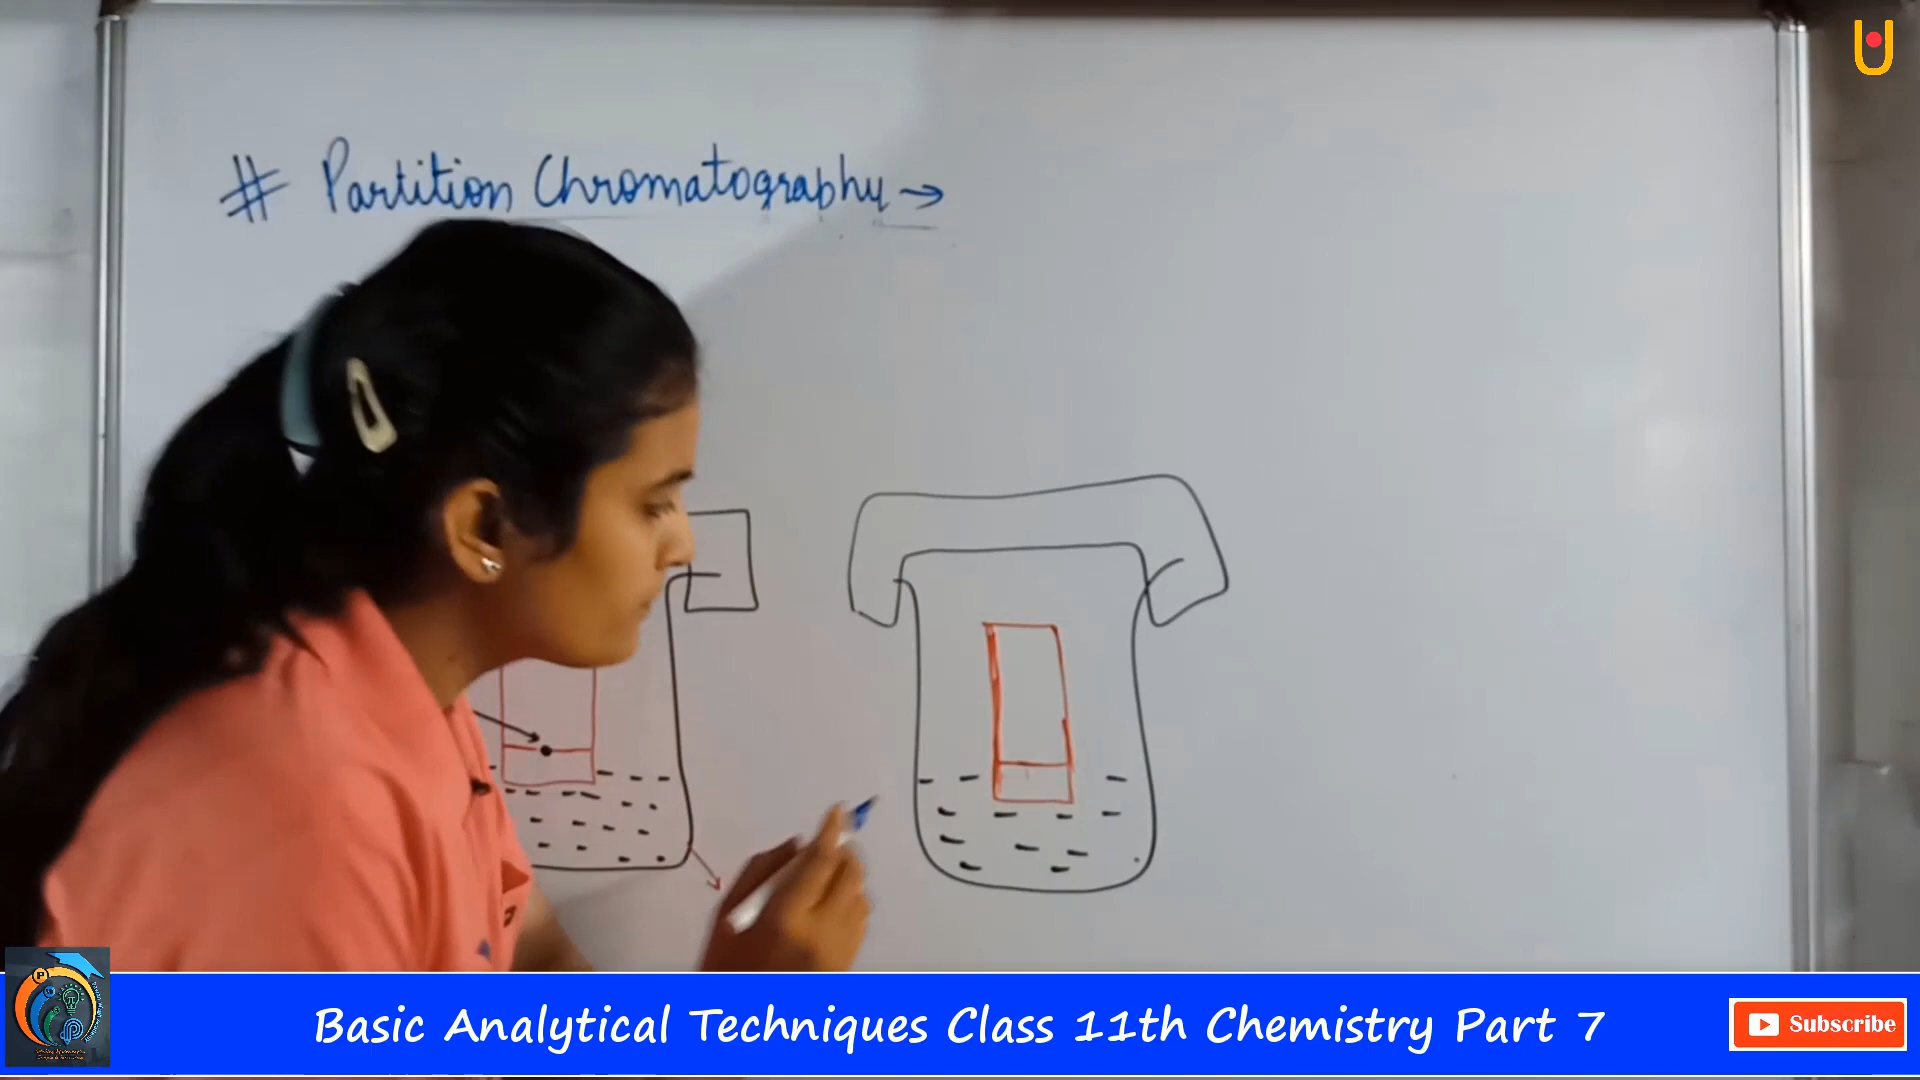 # Partition Chromatography →
Basic Analytical Techniques Class 11th Chemistry Part 7
Subscribe